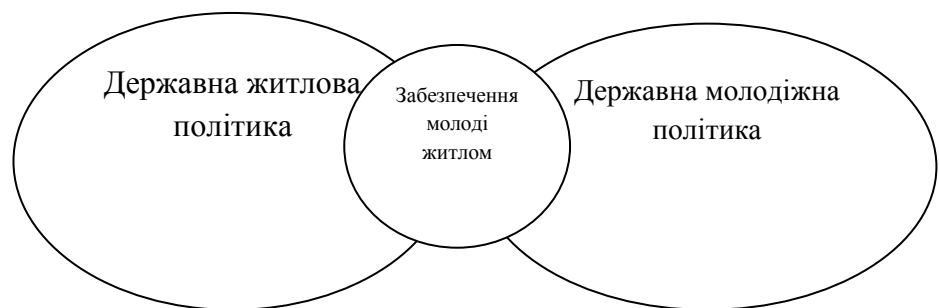 Державна житлова
політика
Забезпечення
молоді
житлом
Державна молодіжна
політика